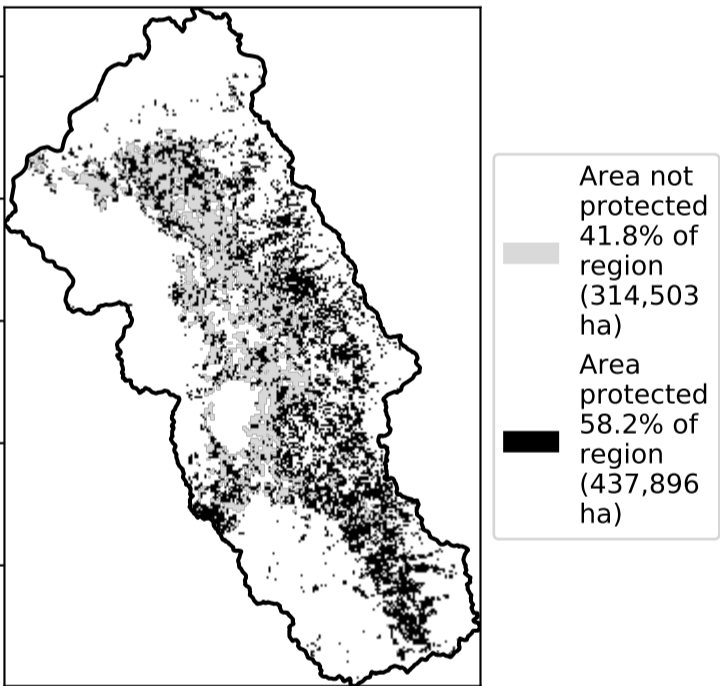 Area not
protected
41.8% of
region
(314,503
ha)
Area
protected
58.2% of
region
(437,896
ha)